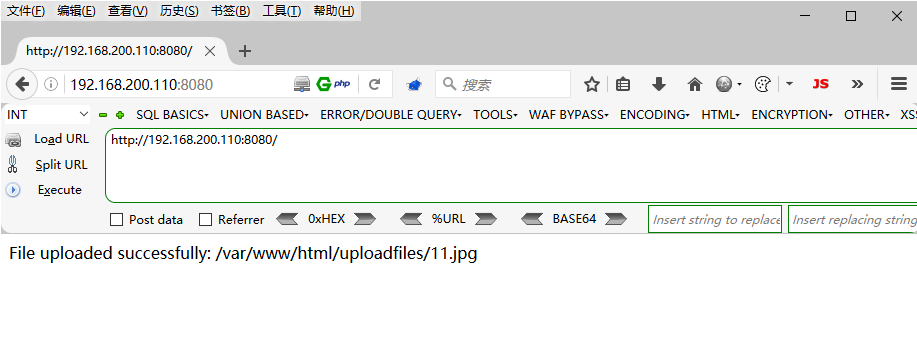 文件(F) 编辑(E) 查看(V) 历史(S) 书签(B) 工具(T) 帮助(H)
http://192.168.200.110:8080/
192.168.200.110:8080 php 搜索 JS
INT SQL BASICS UNION BASED ERROR/DOUBLE QUERY TOOLS WAF BYPASS ENCODING HTML ENCRYPTION OTHER XSS
Load URL http://192.168.200.110:8080/
Split URL
Execute
Post data Referrer 0xHEX %URL BASE64 Insert string to replace Insert replacing string
File uploaded successfully: /var/www/html/uploadfiles/11.jpg